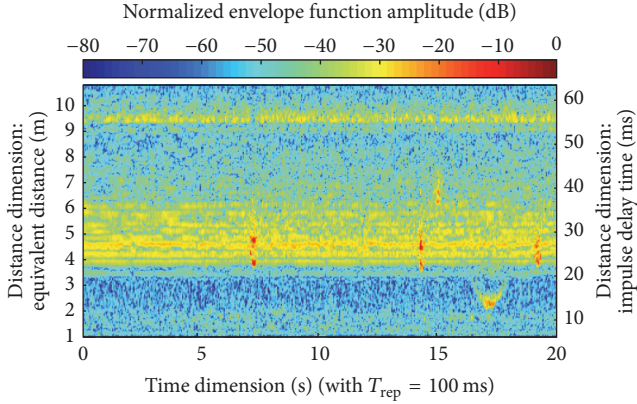 Normalized envelope function amplitude (dB)
−80 −70 −60 −50 −40 −30 −20 −10 0
Distance dimension:
equivalent distance (m)
10
9
8
7
6
5
4
3
2
1
60
50
40
30
20
10
Distance dimension:
impulse delay time (ms)
0 5 10 15 20
Time dimension (s) (with Trep = 100 ms)